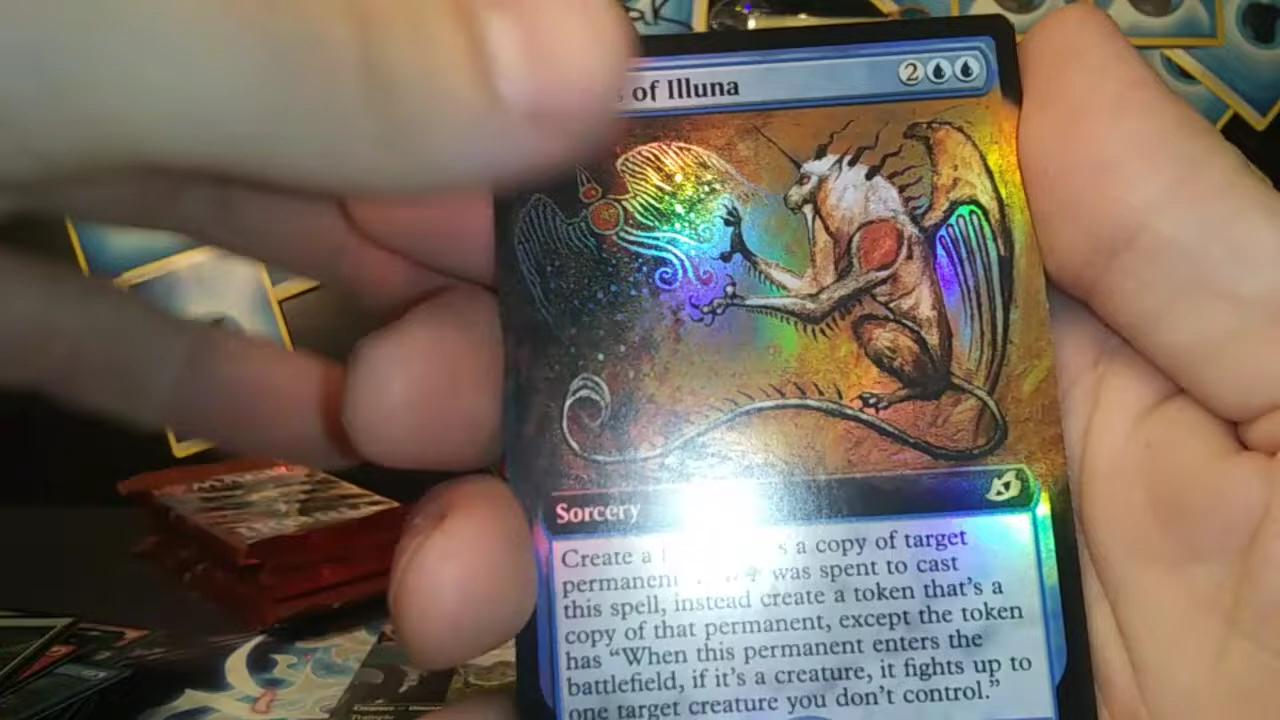 of Illuna
2
Sorcery
Create a s a copy of target
permanent was spent to cast
this spell, instead create a token that's a
copy of that permanent, except the token
has “When this permanent enters the
battlefield, if it's a creature, it fights up to
one target creature you don't control.”